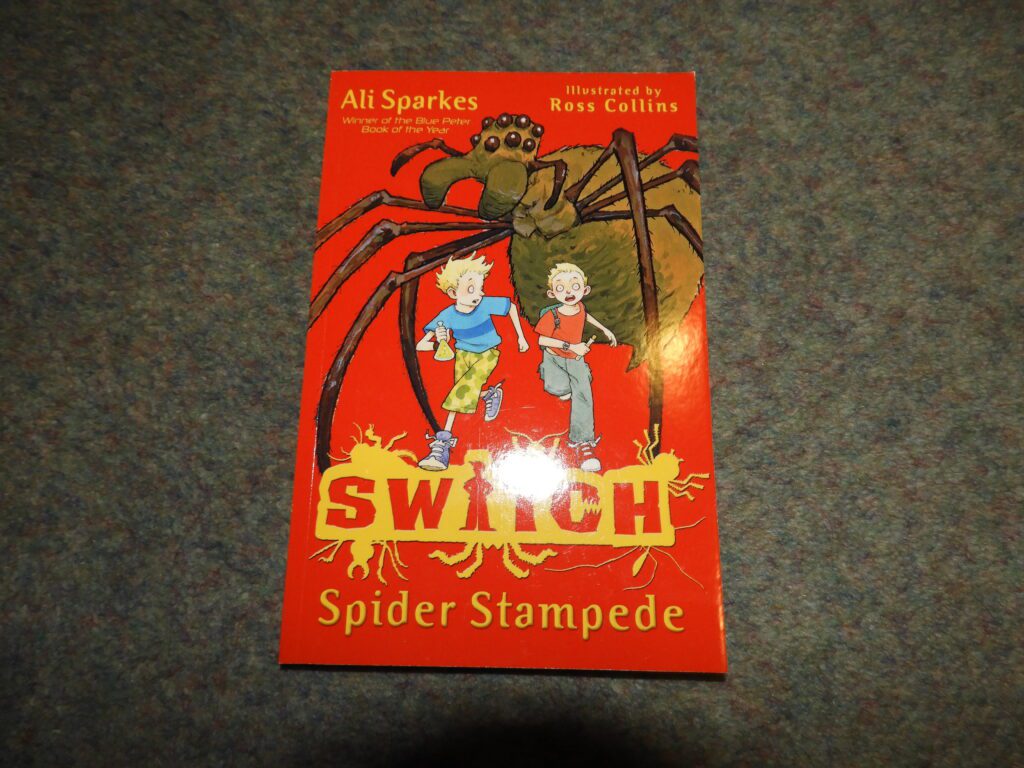 Ali Sparkes
Winner of the Blue Peter
Book of the Year
Illustrated by
Ross Collins
SWITCH
Spider Stampede